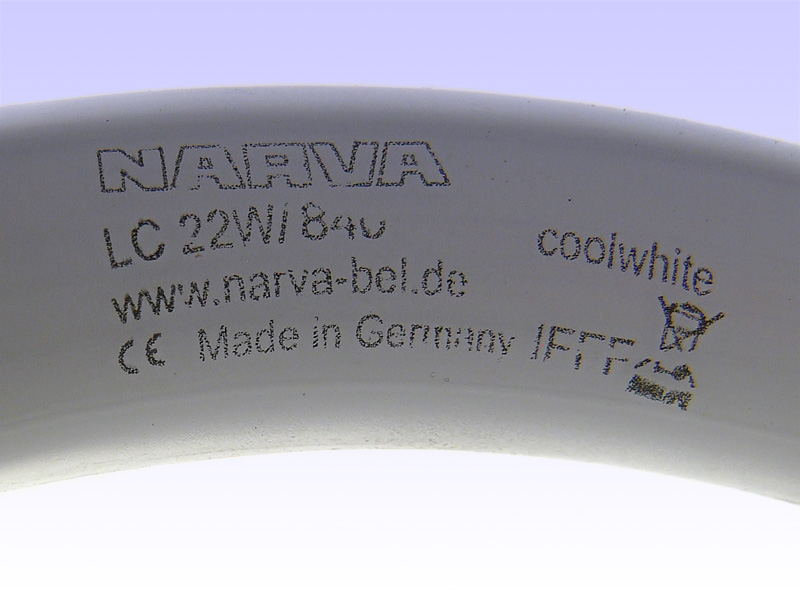 NARVA
LC 22W/840
coolwhite
www.narva-bel.de
CE Made in Germany